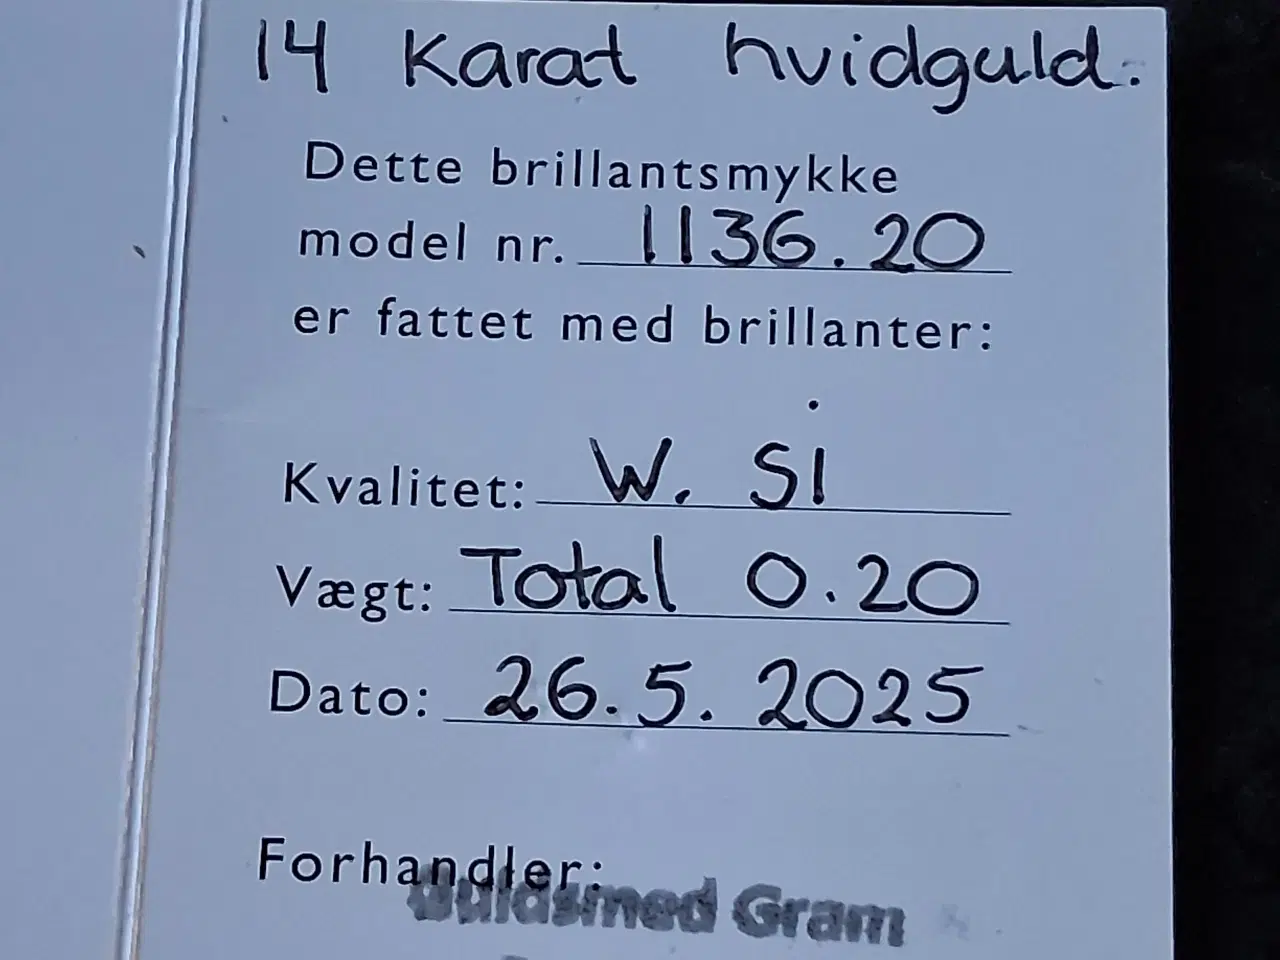 14 Karat hvidguld.
Dette brillantsmykke
model nr. 1136.20
er fattet med brillanter:
Kvalitet: W. Si
Vægt: Total 0.20
Dato: 26.5.2025
Forhandler:
Guldsmed Gram